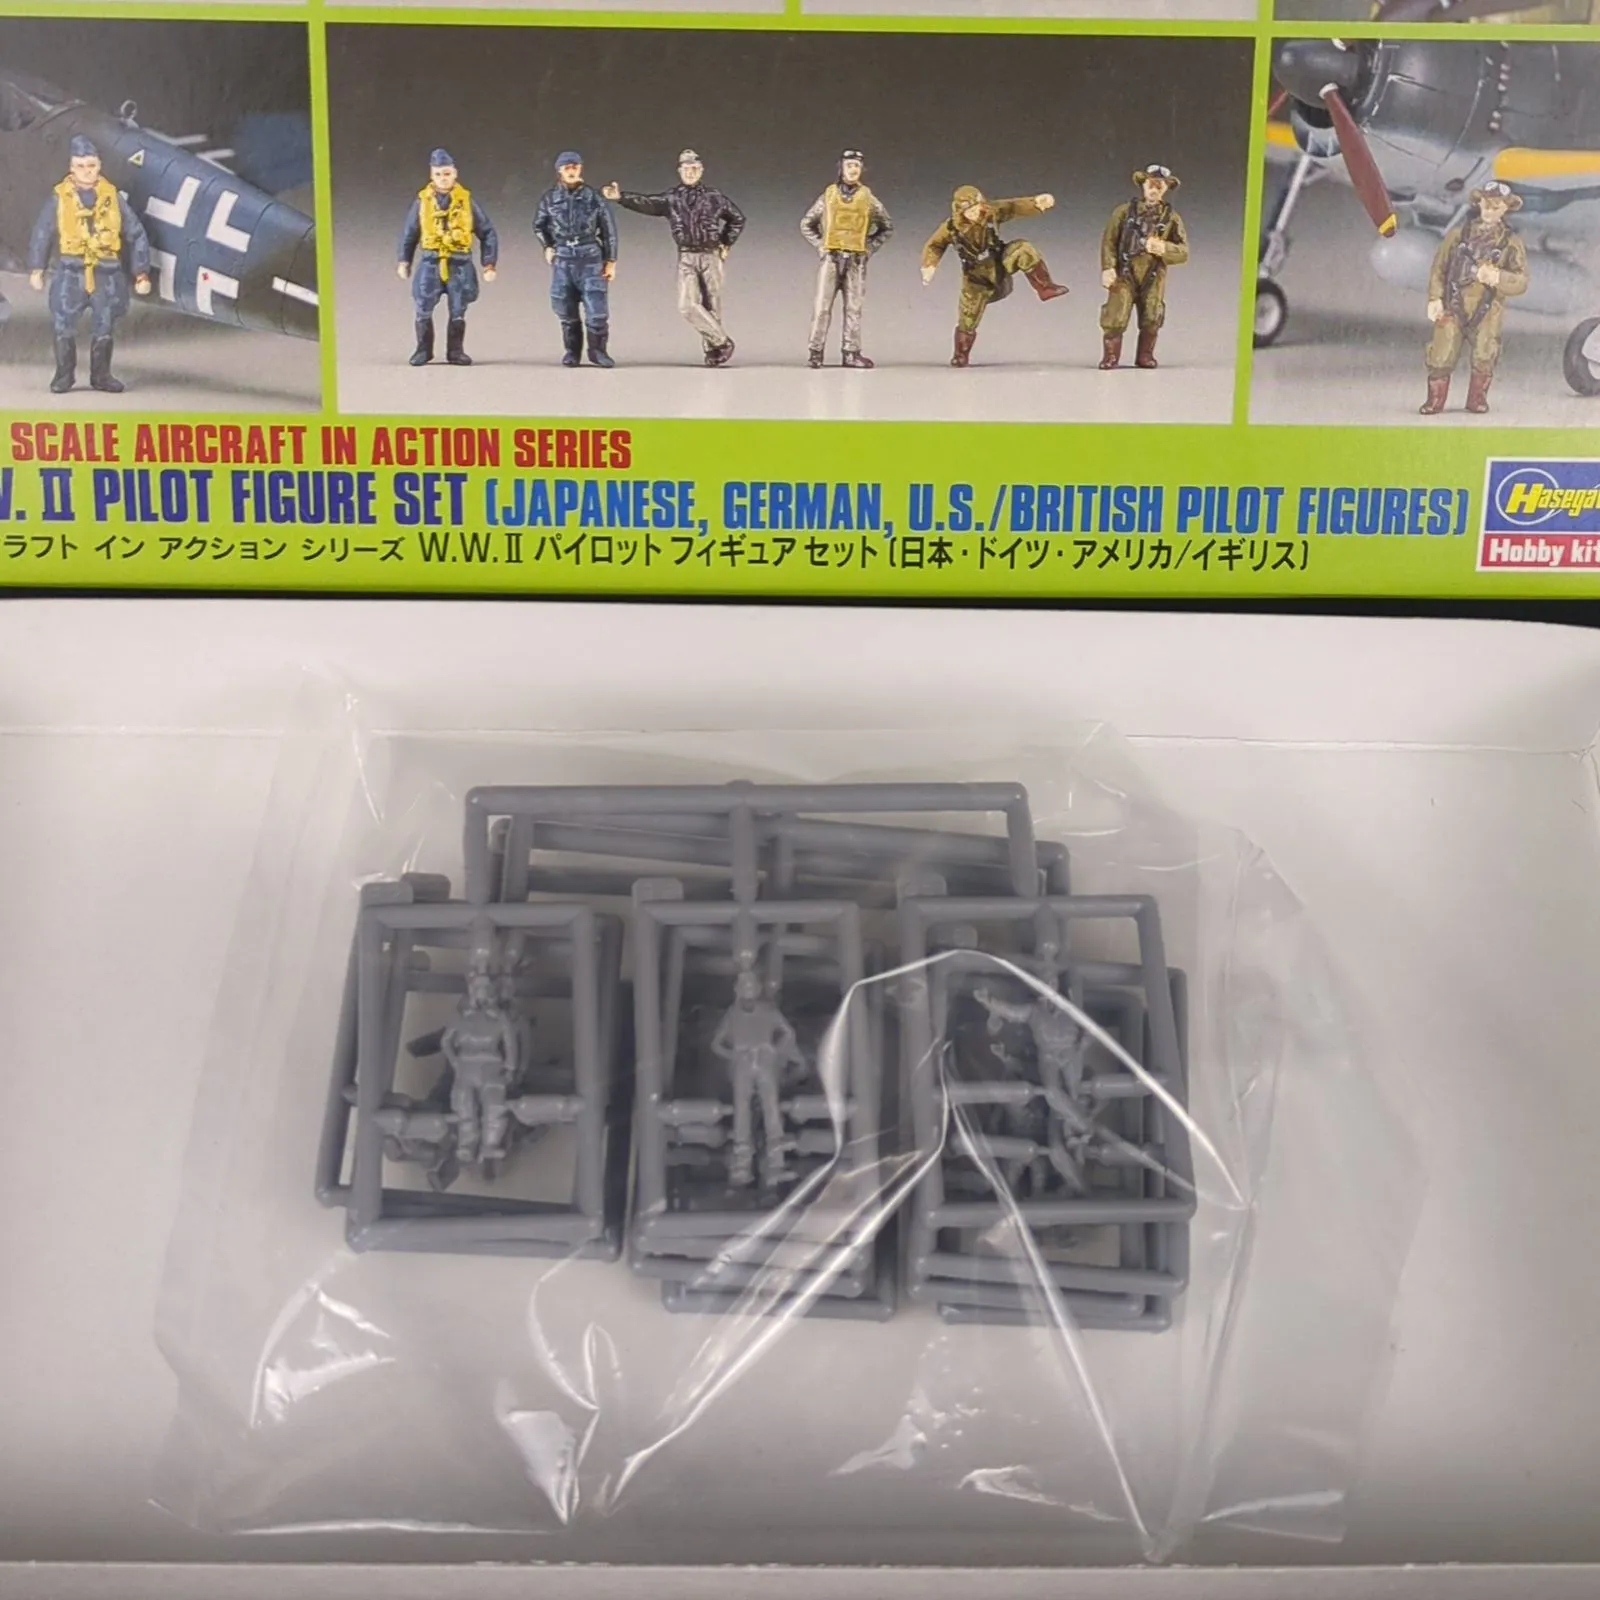 SCALE AIRCRAFT IN ACTION SERIES
W. II PILOT FIGURE SET (JAPANESE, GERMAN, U.S./BRITISH PILOT FIGURES)
ラフト イン アクション シリーズ W.W.II パイロット フィギュア セット (日本・ドイツ・アメリカ/イギリス)
Hasega
Hobby kit